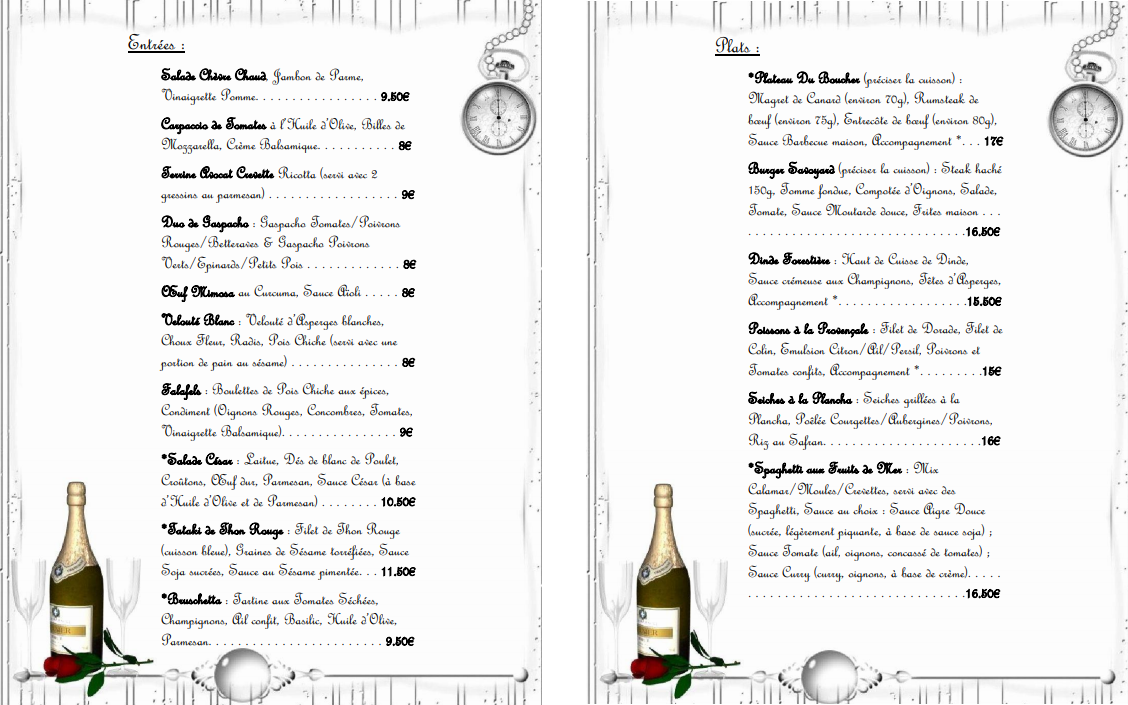 Entrées :
Salade Chèvre Chaud, Jambon de Parme,
Vinaigrette Pomme. . . . . . . . . . . . . . . . . 9.50€
Carpaccio de Tomates à l'Huile d'Olive, Billes de
Mozzarella, Crème Balsamique. . . . . . . . . . . 8€
Terrine Avocat Crevette Ricotta (servi avec 2
gressins au parmesan) . . . . . . . . . . . . . . . . . . 9€
Duo de Gaspacho : Gaspacho Tomates/Poivrons
Rouges/Betteraves & Gaspacho Poivrons
Verts/Epinards/Petits Pois . . . . . . . . . . . . . 8€
Œuf Mimosa au Curcuma, Sauce Aïoli . . . . . 8€
Velouté Blanc : Velouté d'Asperges blanches,
Choux Fleur, Radis, Pois Chiche (servi avec une
portion de pain au sésame) . . . . . . . . . . . . . . . 8€
Falafels : Boulettes de Pois Chiche aux épices,
Condiment (Oignons Rouges, Concombres, Tomates,
Vinaigrette Balsamique). . . . . . . . . . . . . . . . 9€
*Salade César : Laitue, Dés de blanc de Poulet,
Croûtons, Œuf dur, Parmesan, Sauce César (à base
d'Huile d'Olive et de Parmesan) . . . . . . . . 10.50€
*Tataki de Thon Rouge : Filet de Thon Rouge
(cuisson bleue), Graines de Sésame torréfiées, Sauce
Soja sucrées, Sauce au Sésame pimentée. . . 11.50€
*Bruschetta : Tartine aux Tomates Séchées,
Champignons, Ail confit, Basilic, Huile d'Olive,
Parmesan. . . . . . . . . . . . . . . . . . . . . . . . 9.50€
Plats :
*Plateau Du Boucher (préciser la cuisson) :
Magret de Canard (environ 70g), Rumsteak de
bœuf (environ 75g), Entrecôte de bœuf (environ 80g),
Sauce Barbecue maison, Accompagnement *. . . 17€
Burger Savoyard (préciser la cuisson) : Steak haché
150g, Tomme fondue, Compotée d'Oignons, Salade,
Tomate, Sauce Moutarde douce, Frites maison . . .
. . . . . . . . . . . . . . . . . . . . . . . . . . . . . .16.50€
Dinde Forestière : Haut de Cuisse de Dinde,
Sauce crémeuse aux Champignons, Têtes d'Asperges,
Accompagnement *. . . . . . . . . . . . . . . . . .15.50€
Poissons à la Provençale : Filet de Dorade, Filet de
Colin, Emulsion Citron/Ail/Persil, Poivrons et
Tomates confits, Accompagnement *. . . . . . . . .15€
Seiches à la Plancha : Seiches grillées à la
Plancha, Poêlée Courgettes/Aubergines/Poivrons,
Riz au Safran. . . . . . . . . . . . . . . . . . . . . .16€
*Spaghetti aux Fruits de Mer : Mix
Calamar/Moules/Crevettes, servi avec des
Spaghetti, Sauce au choix : Sauce Aigre Douce
(sucrée, légèrement piquante, à base de sauce soja) ;
Sauce Tomate (ail, oignons, concassé de tomates) ;
Sauce Curry (curry, oignons, à base de crème). . . . .
. . . . . . . . . . . . . . . . . . . . . . . . . . . . . .16.50€